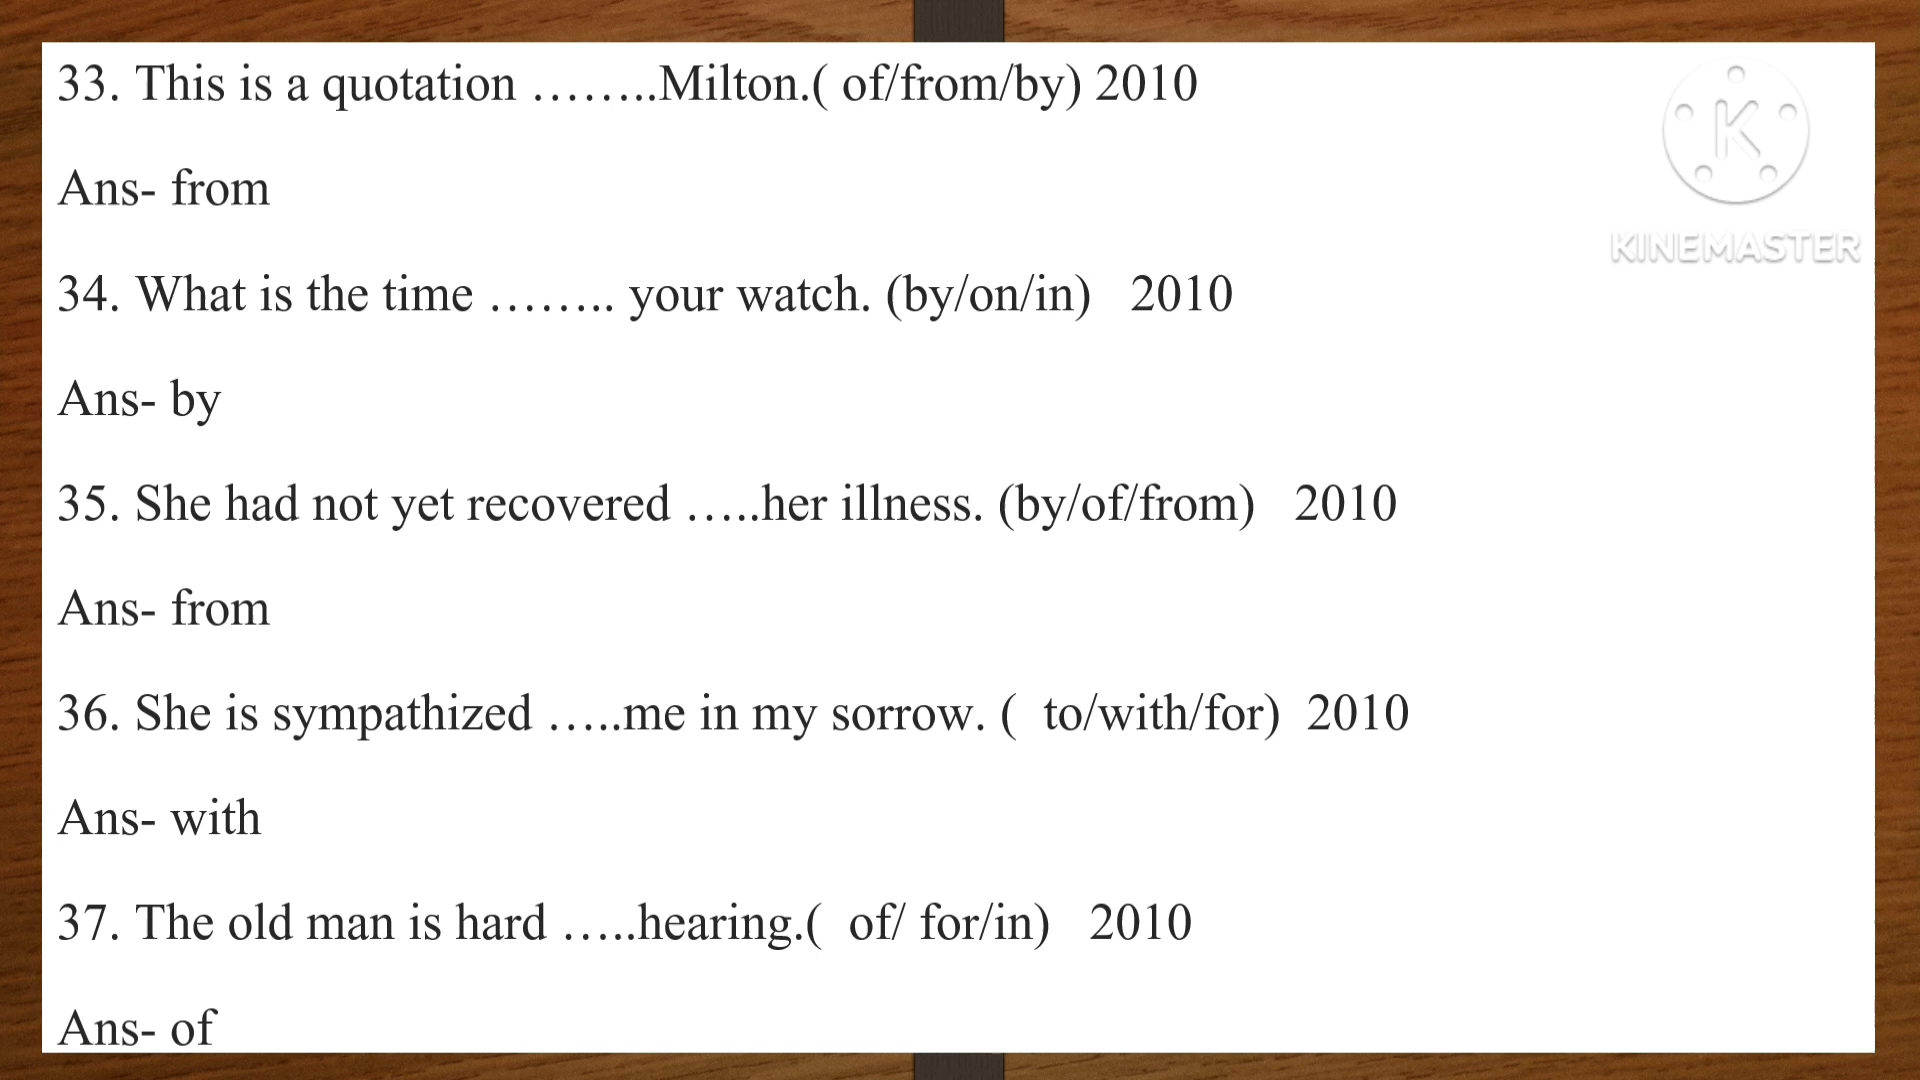 33. This is a quotation ……..Milton.( of/from/by) 2010
Ans- from
34. What is the time …….. your watch. (by/on/in) 2010
Ans- by
35. She had not yet recovered …..her illness. (by/of/from) 2010
Ans- from
36. She is sympathized …..me in my sorrow. ( to/with/for) 2010
Ans- with
37. The old man is hard …..hearing.( of/ for/in) 2010
Ans- of
K
KINEMASTER